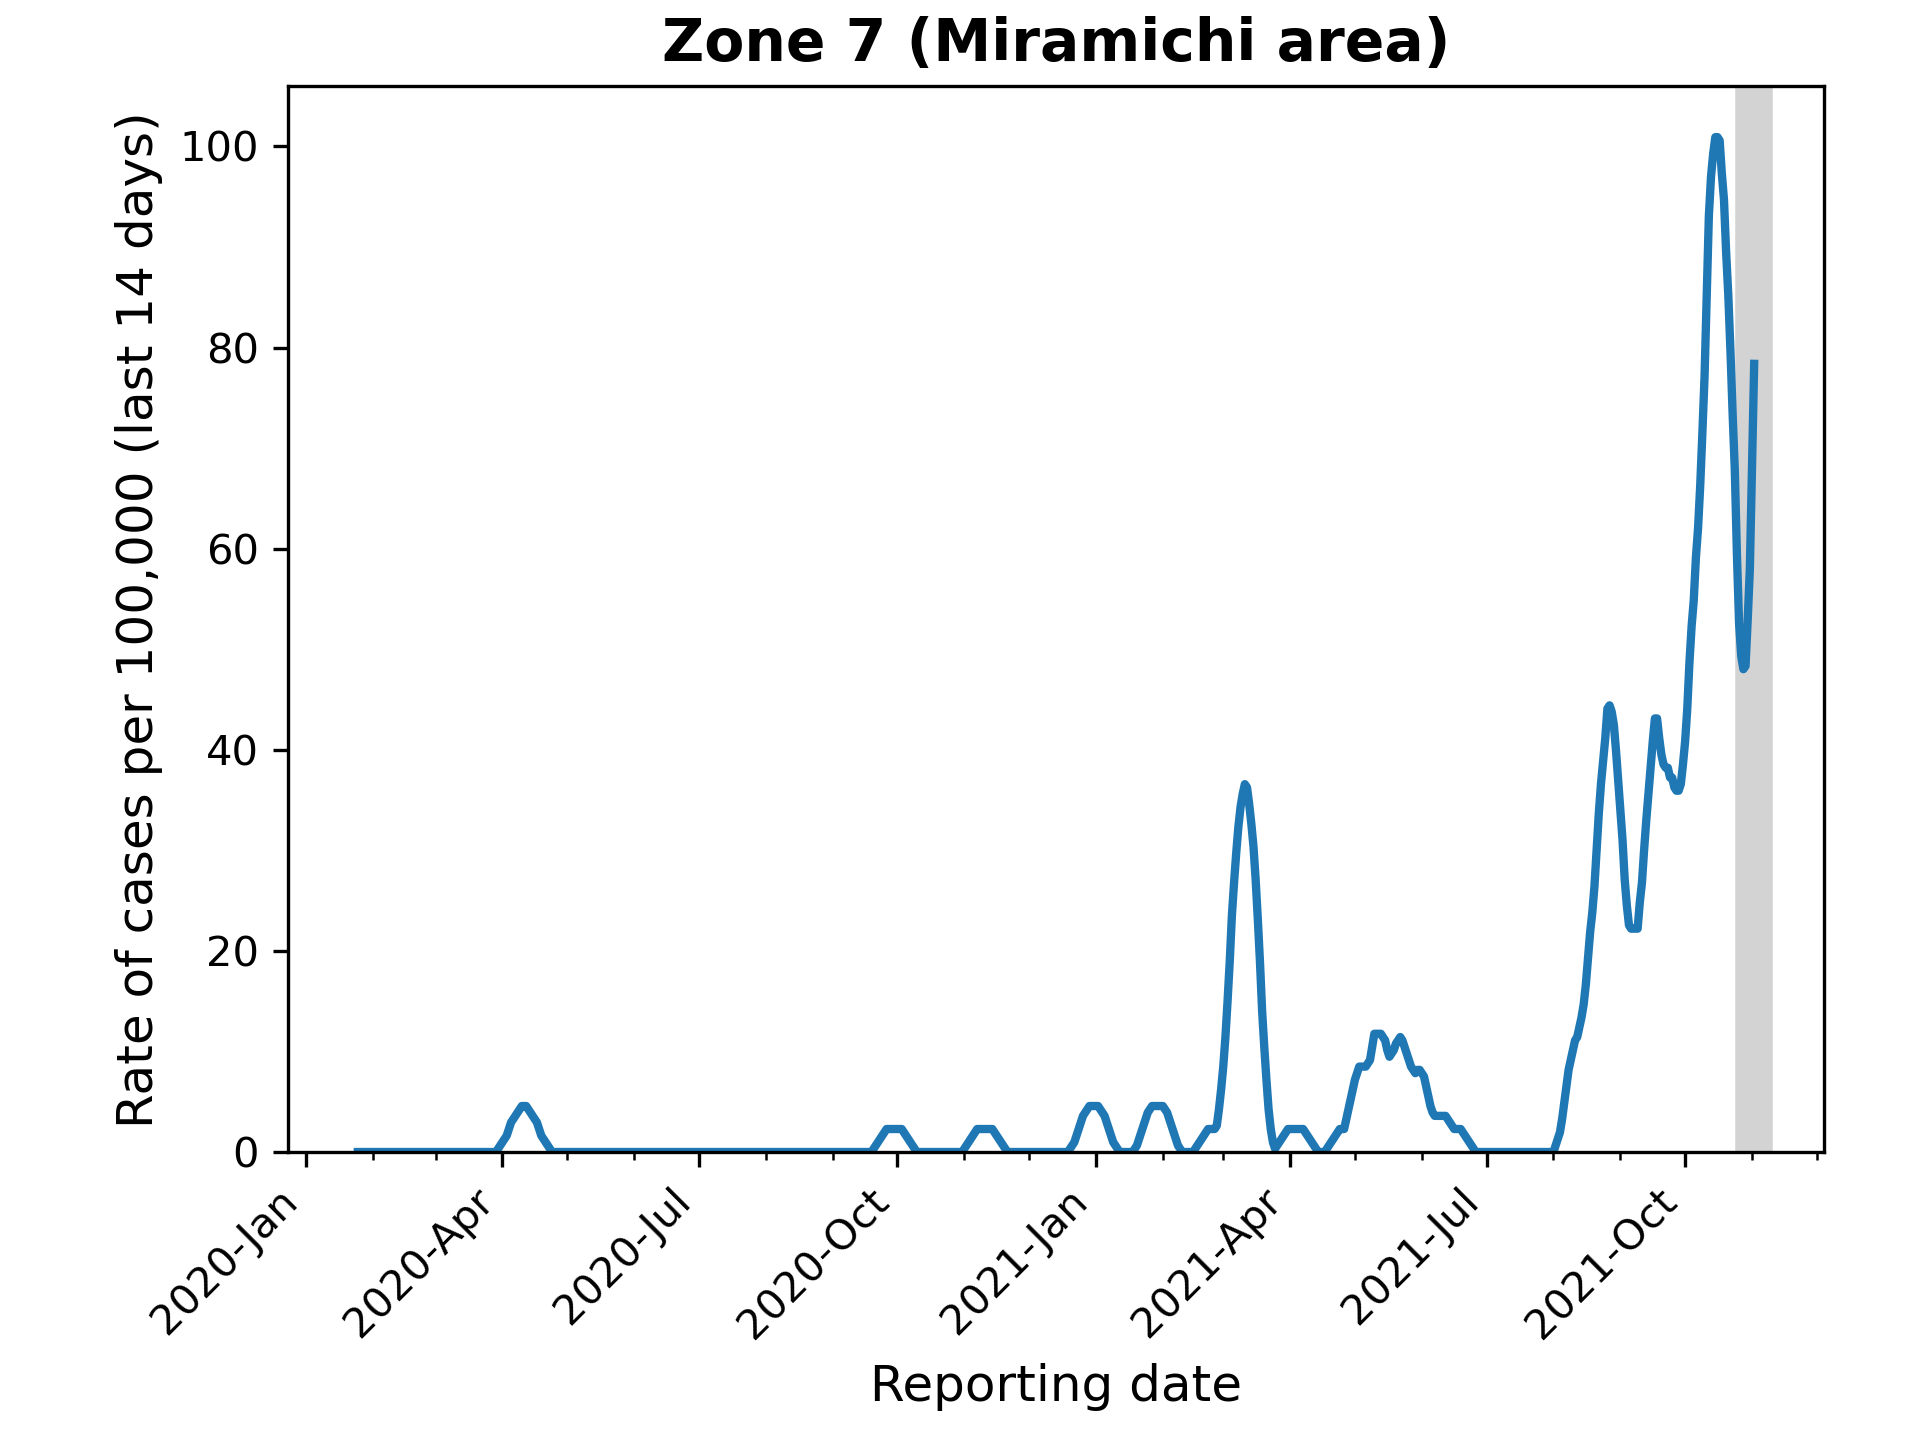 Zone 7 (Miramichi area)
Rate of cases per 100,000 (last 14 days)
100
80
60
40
20
0
2020-Jan
2020-Apr
2020-Jul
2020-Oct
2021-Jan
2021-Apr
2021-Jul
2021-Oct
Reporting date